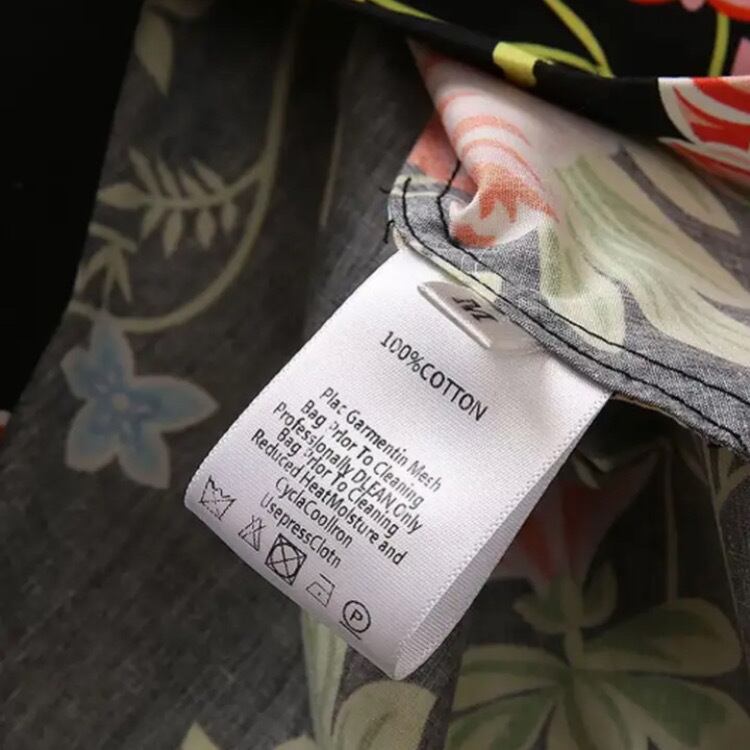 M
100%COTTON
Plac Garmentin Mesh
Bag Prior To Cleaning
Professionally DLEAN Only
Bag Prior To Cleaning
Reduced HeatMoisture and
CyclaCoolIron
UsepressClotn
P